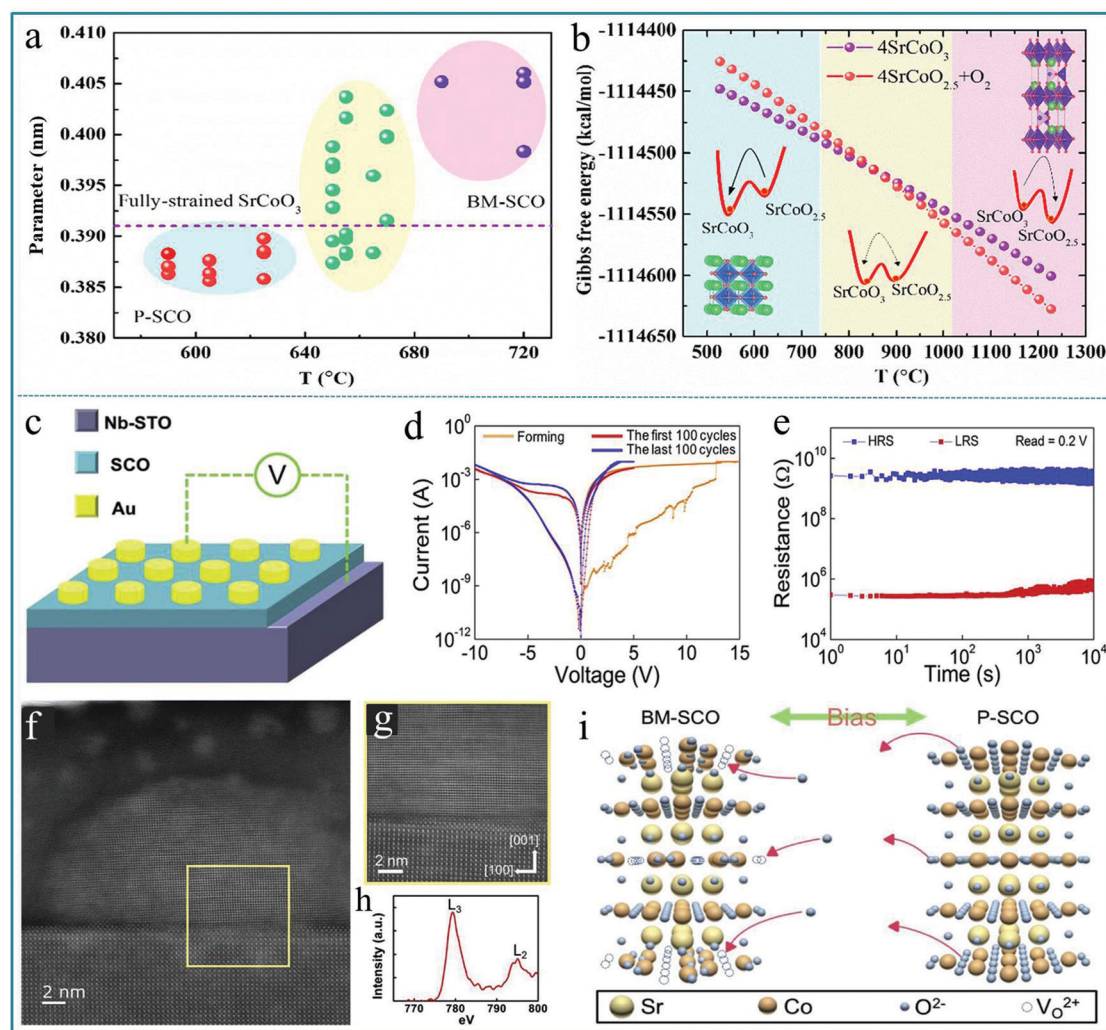 a
Parameter (nm)
0.410
0.405
0.400
0.395
0.390
0.385
0.380
Fully-strained SrCoO3
P-SCO
BM-SCO
600
640
680
720
T (°C)
b
Gibbs free energy (kcal/mol)
-1114400
-1114450
-1114500
-1114550
-1114600
-1114650
4SrCoO3
4SrCoO2.5+O2
SrCoO2.5
SrCoO3
SrCoO3
SrCoO2.5
SrCoO3
SrCoO2.5
500 600 700 800 900 1000 1100 1200 1300
T (°C)
c
Nb-STO
SCO
Au
V
d
Current (A)
10^0
10^-3
10^-6
10^-9
10^-12
Forming
The first 100 cycles
The last 100 cycles
-10 -5 0 5 10 15
Voltage (V)
e
Resistance (Ω)
10^10
10^8
10^6
10^4
HRS
LRS
Read = 0.2 V
10^0 10^1 10^2 10^3 10^4
Time (s)
f
2 nm
g
2 nm
[001]
[100]
h
Intensity (a.u.)
L3
L2
770 780 790 800
eV
i
BM-SCO
Bias
P-SCO
Sr
Co
O2-
VO2+